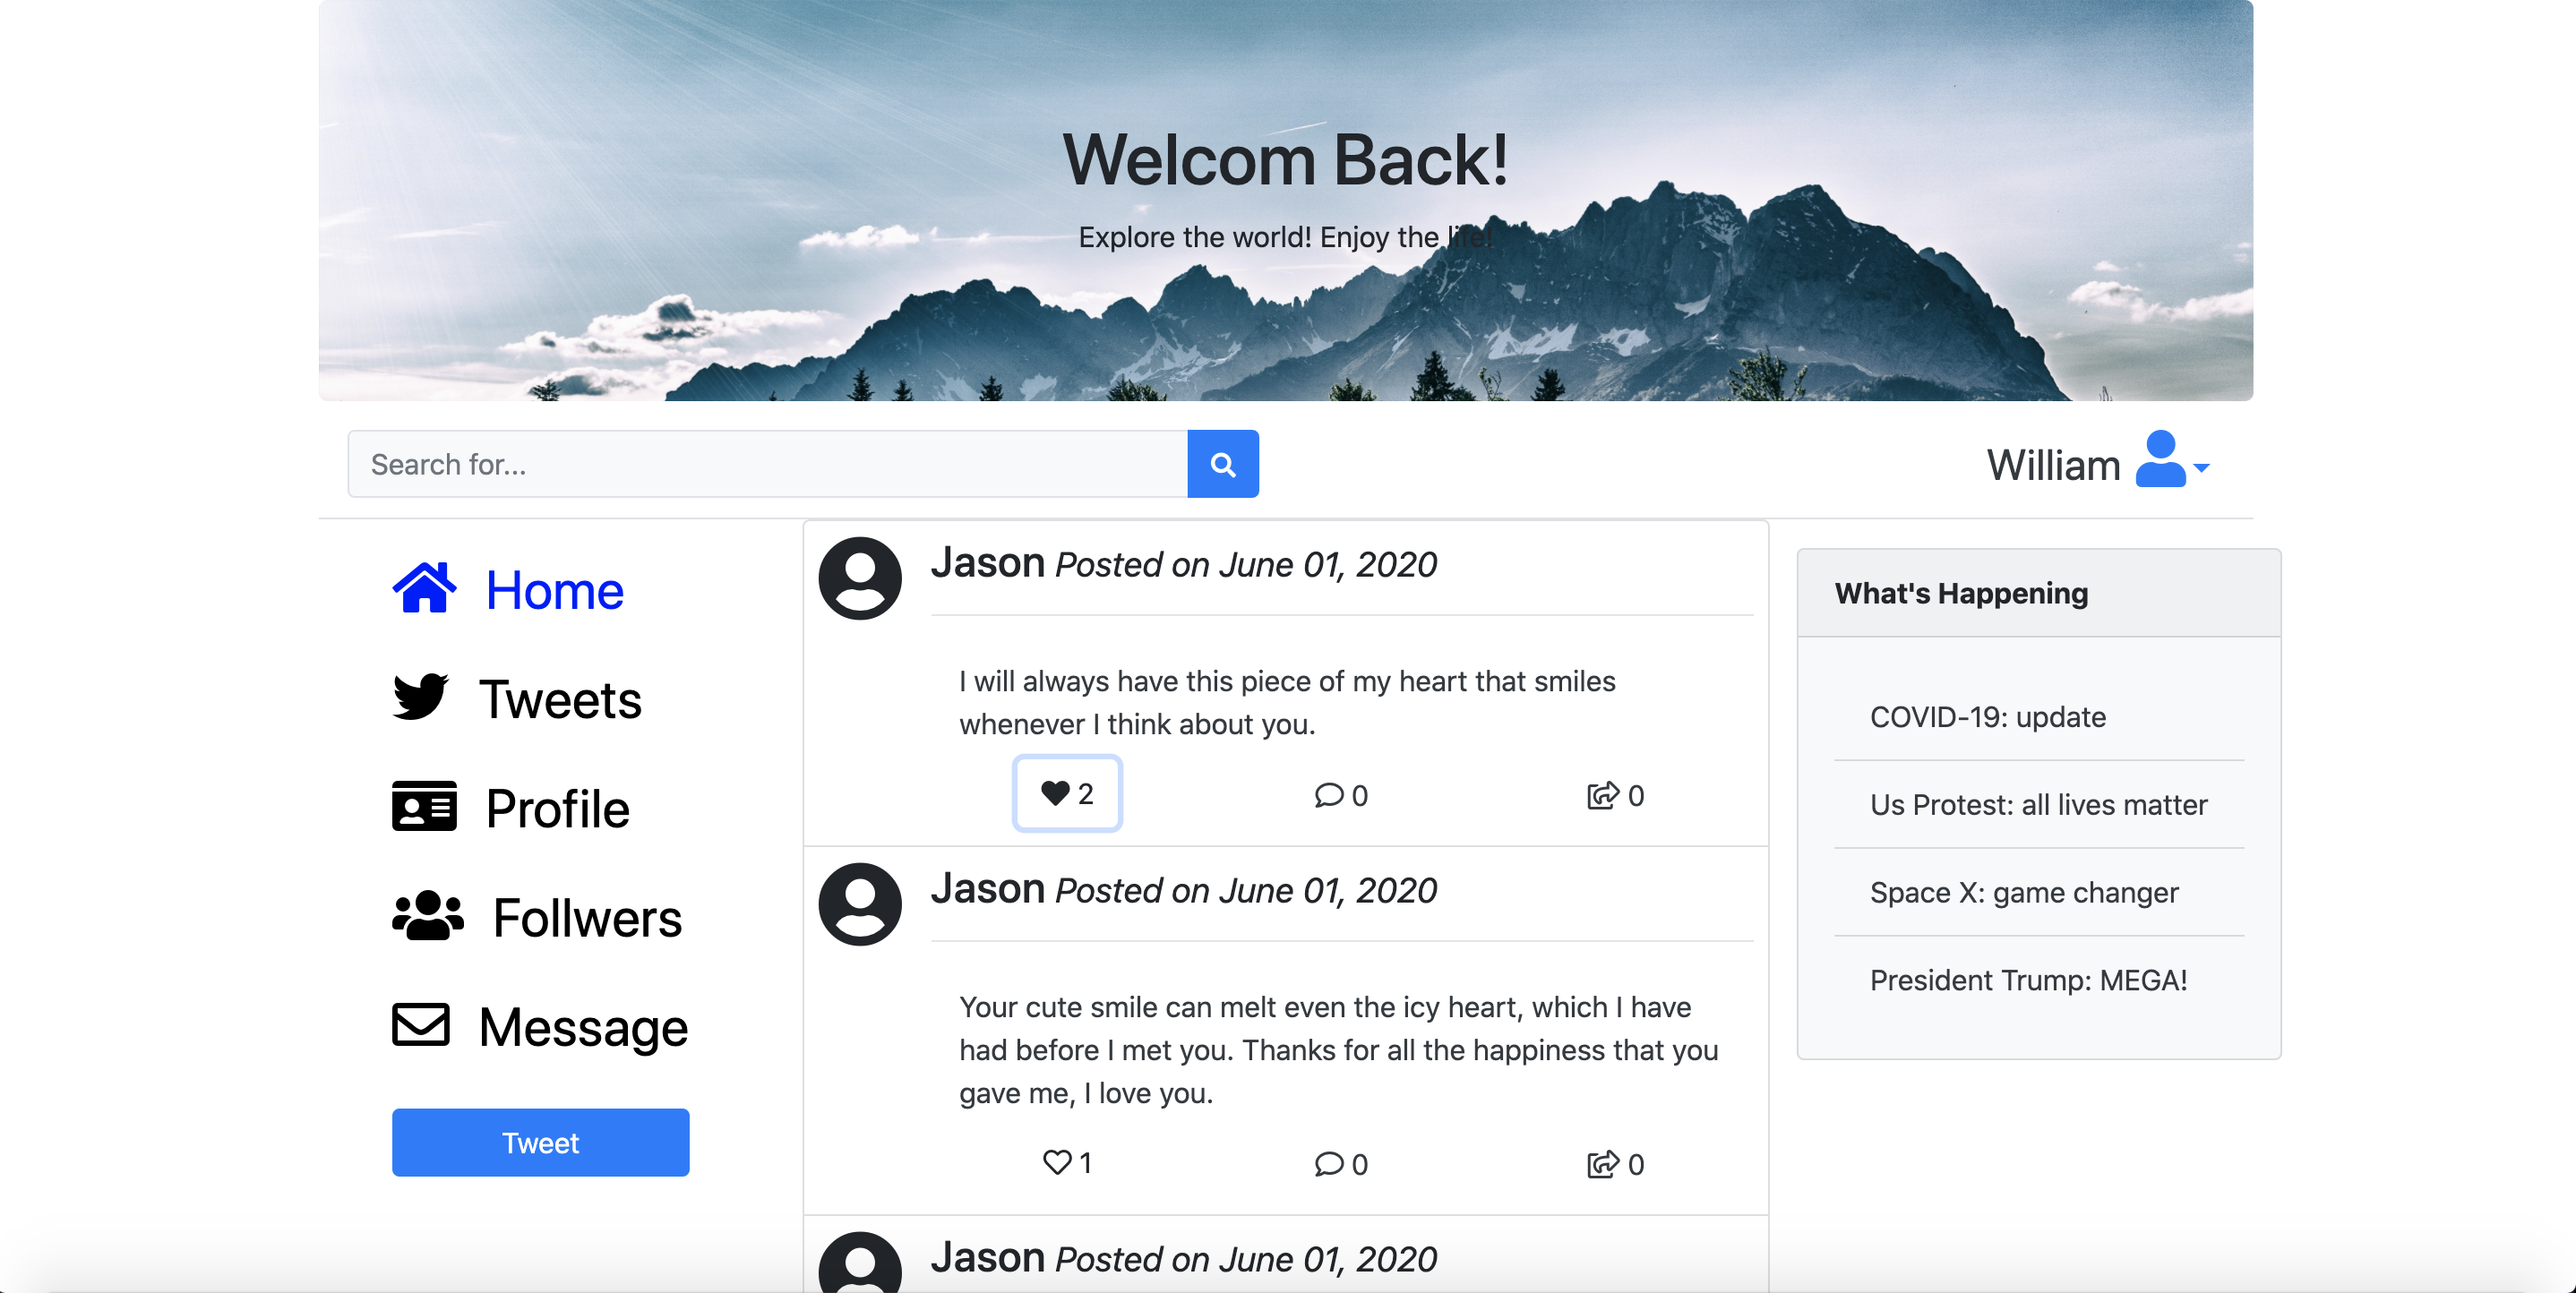 Welcom Back!
Explore the world! Enjoy the life!
Search for...
William
Home
Tweets
Profile
Follwers
Message
Tweet
Jason Posted on June 01, 2020
I will always have this piece of my heart that smiles
whenever I think about you.
2 0 0
Jason Posted on June 01, 2020
Your cute smile can melt even the icy heart, which I have
had before I met you. Thanks for all the happiness that you
gave me, I love you.
1 0 0
Jason Posted on June 01, 2020
What's Happening
COVID-19: update
Us Protest: all lives matter
Space X: game changer
President Trump: MEGA!